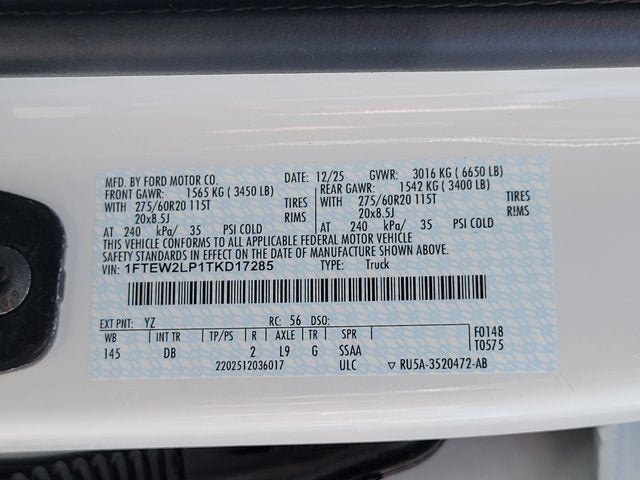 MFD. BY FORD MOTOR CO. DATE: 12/25 GVWR: 3016 KG ( 6650 LB)
FRONT GAWR: 1565 KG ( 3450 LB) REAR GAWR: 1542 KG ( 3400 LB)
WITH 275/60R20 115T TIRES WITH 275/60R20 115T TIRES
20x8.5J RIMS 20x8.5J RIMS
AT 240 kPa/ 35 PSI COLD AT 240 kPa/ 35 PSI COLD
THIS VEHICLE CONFORMS TO ALL APPLICABLE FEDERAL MOTOR VEHICLE
SAFETY STANDARDS IN EFFECT ON THE DATE OF MANUFACTURE SHOWN ABOVE.
VIN: 1FTEW2LP1TKD17285 TYPE: Truck
EXT PNT: YZ RC: 56 DSO: F0148
WB INT TR TP/PS R AXLE TR SPR T0575
145 DB 2 L9 G SSAA
2202512036017 ULC ▽ RU5A-3520472-AB